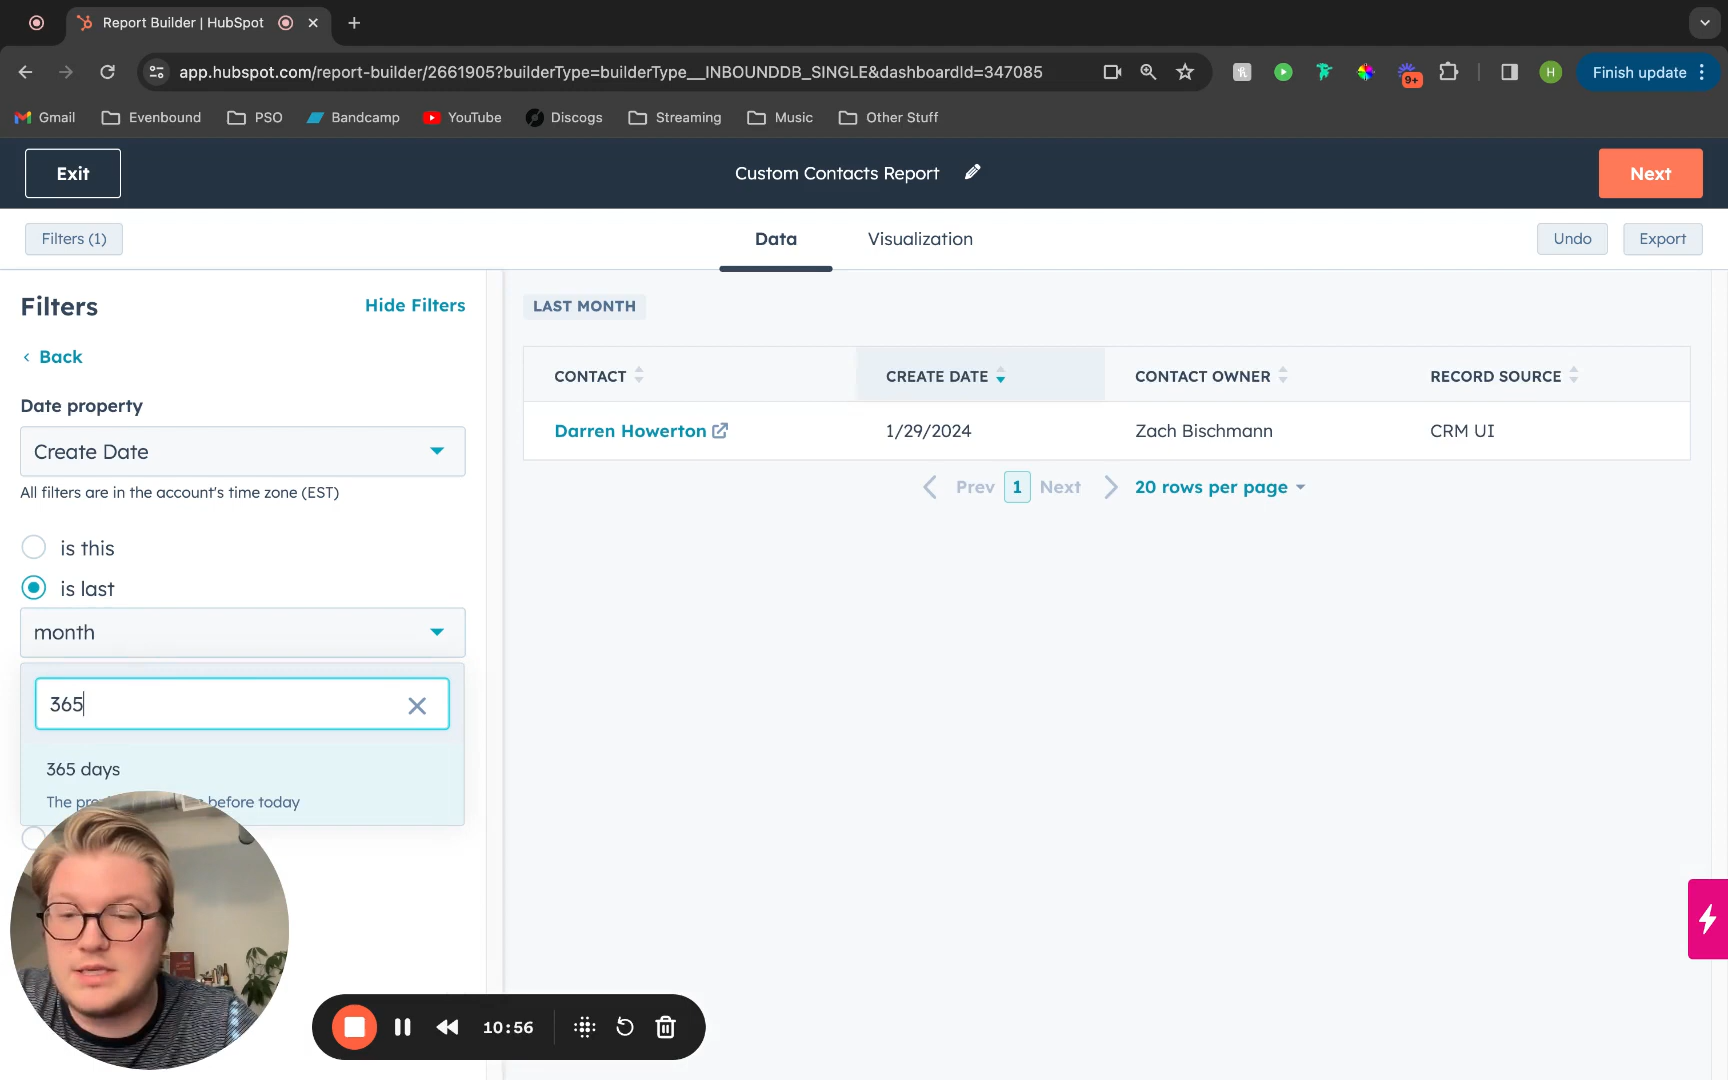 Report Builder | HubSpot
app.hubspot.com/report-builder/2661905?builderType=builderType__INBOUNDDB_SINGLE&dashboardId=347085
9+
H
Finish update
Gmail
Evenbound
PSO
Bandcamp
YouTube
Discogs
Streaming
Music
Other Stuff
Exit
Custom Contacts Report
Next
Filters (1)
Data
Visualization
Undo
Export
Filters
Hide Filters
Back
Date property
Create Date
All filters are in the account's time zone (EST)
is this
is last
month
365
365 days
The before today
LAST MONTH
CONTACT
CREATE DATE
CONTACT OWNER
RECORD SOURCE
Darren Howerton
1/29/2024
Zach Bischmann
CRM UI
Prev
1
Next
20 rows per page
10:56